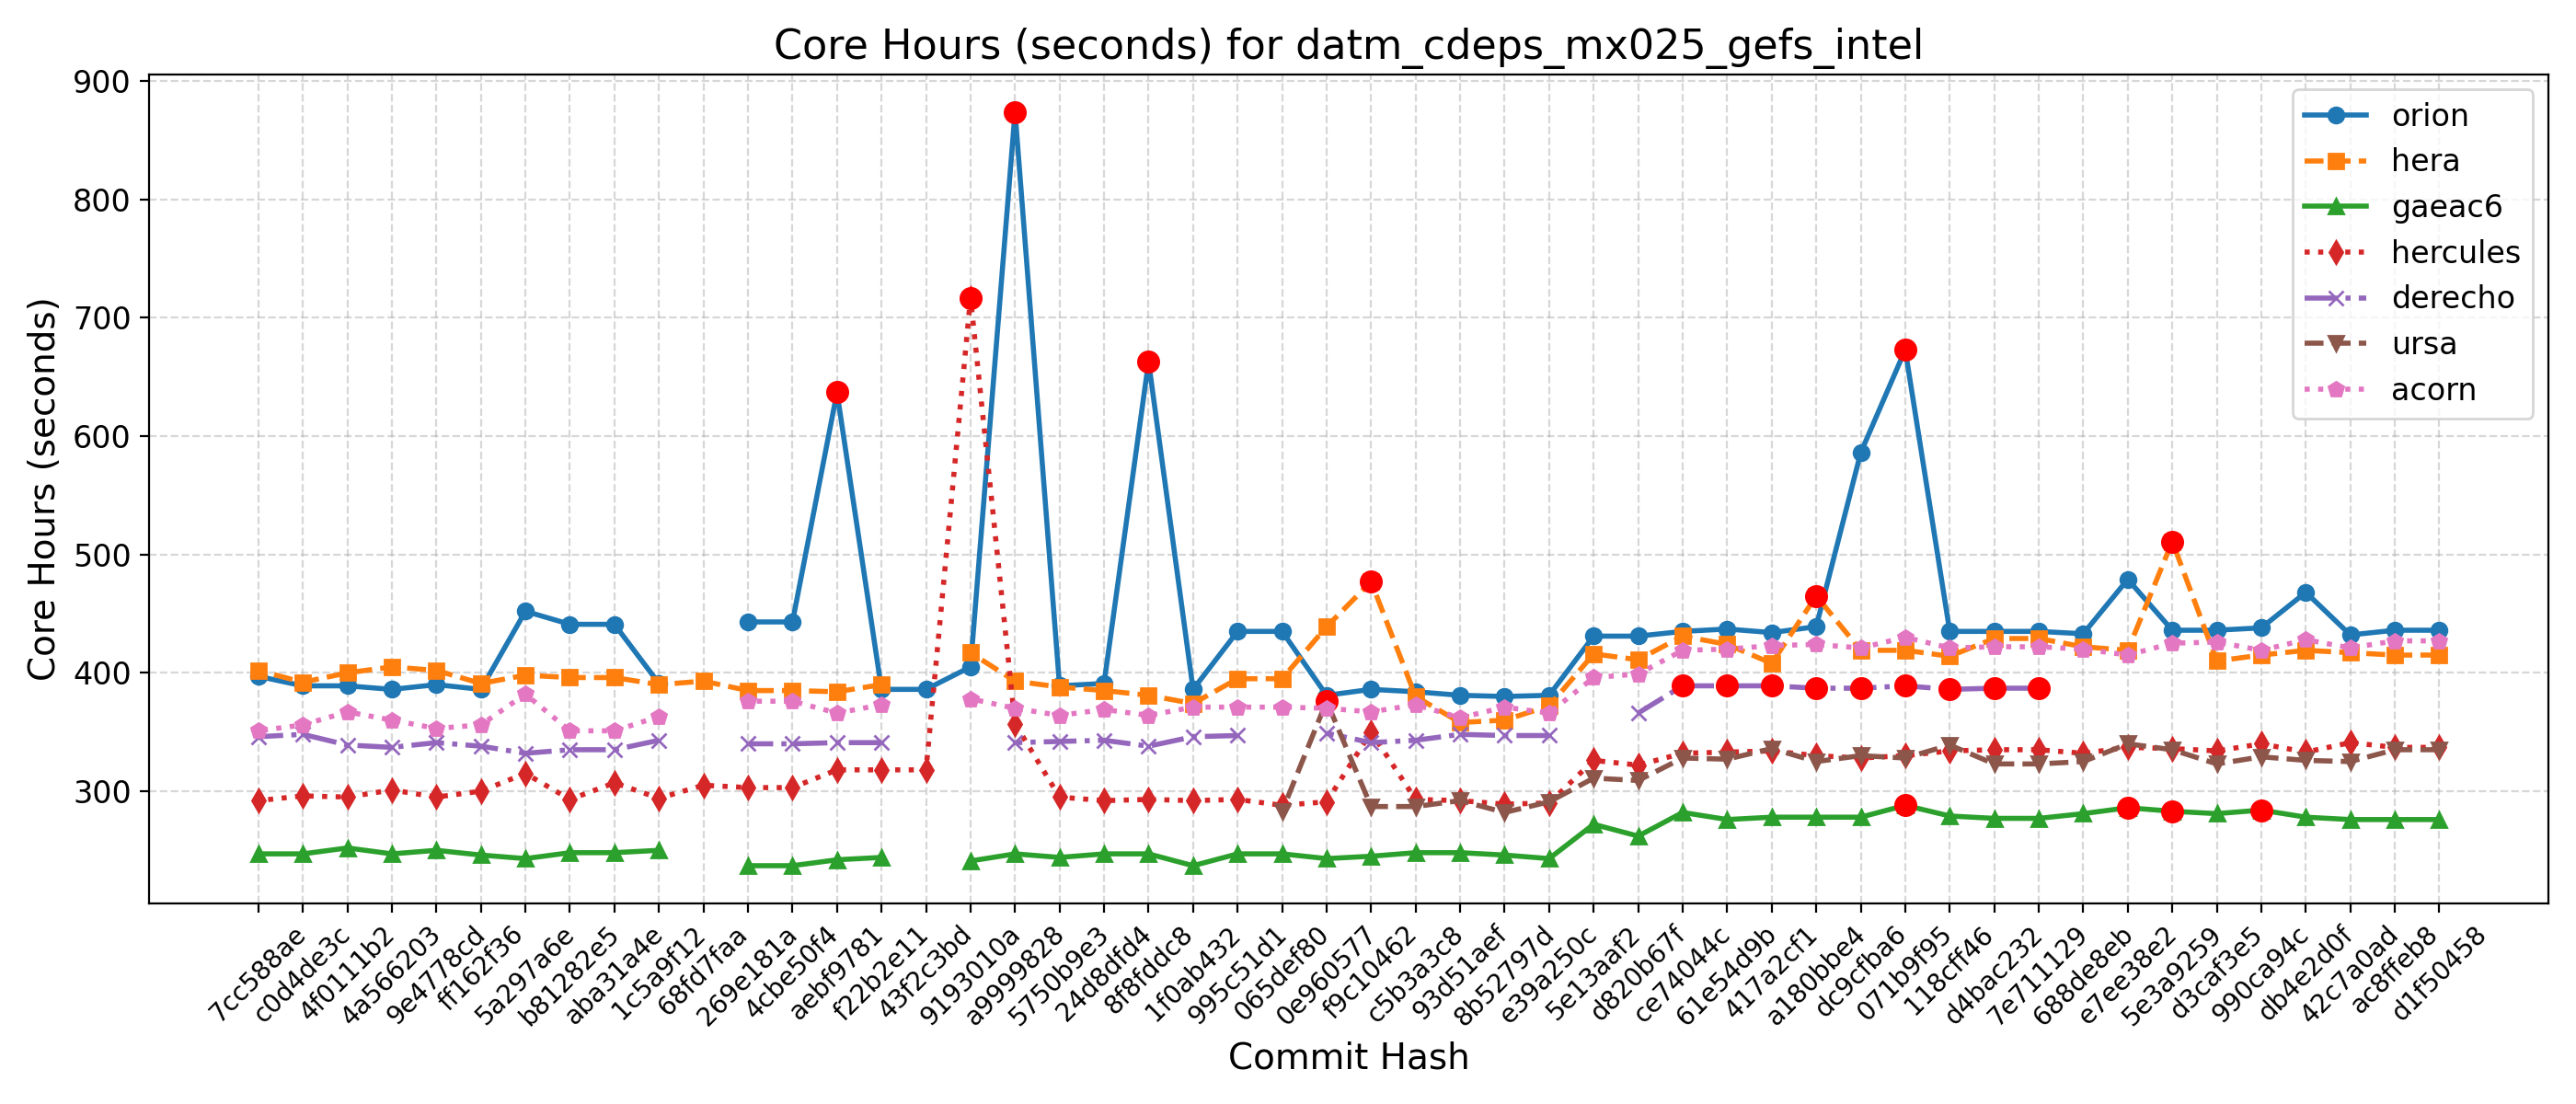 Core Hours (seconds) for datm_cdeps_mx025_gefs_intel
Core Hours (seconds)
900
800
700
600
500
400
300
orion
hera
gaeac6
hercules
derecho
ursa
acorn
7cc588ae
c0d4de3c
4f0111b2
4a566203
9e4778cd
ff162f36
5a297a6e
b81282e5
aba31a4e
1c5a9f12
68fd7faa
269e181a
4cbe50f4
aebf9781
f22b2e11
43f2c3bd
9193010a
a9999828
5750b9e3
24d8dfd4
8f8fddc8
1f0ab432
995c51d1
065def80
0e960577
f9c10462
c5b3a3c8
93d51aef
8b52797d
e39a250c
5e13aaf2
d820b67f
ce74044c
61e54d9b
417a2cf1
a180bbe4
dc9cfba6
071b9f95
118cff46
d4bac232
7e711129
688de8eb
e7ee38e2
5e3a9259
d3caf3e5
990ca94c
db4e2d0f
42c7a0ad
ac8ffeb8
d1f50458
Commit Hash